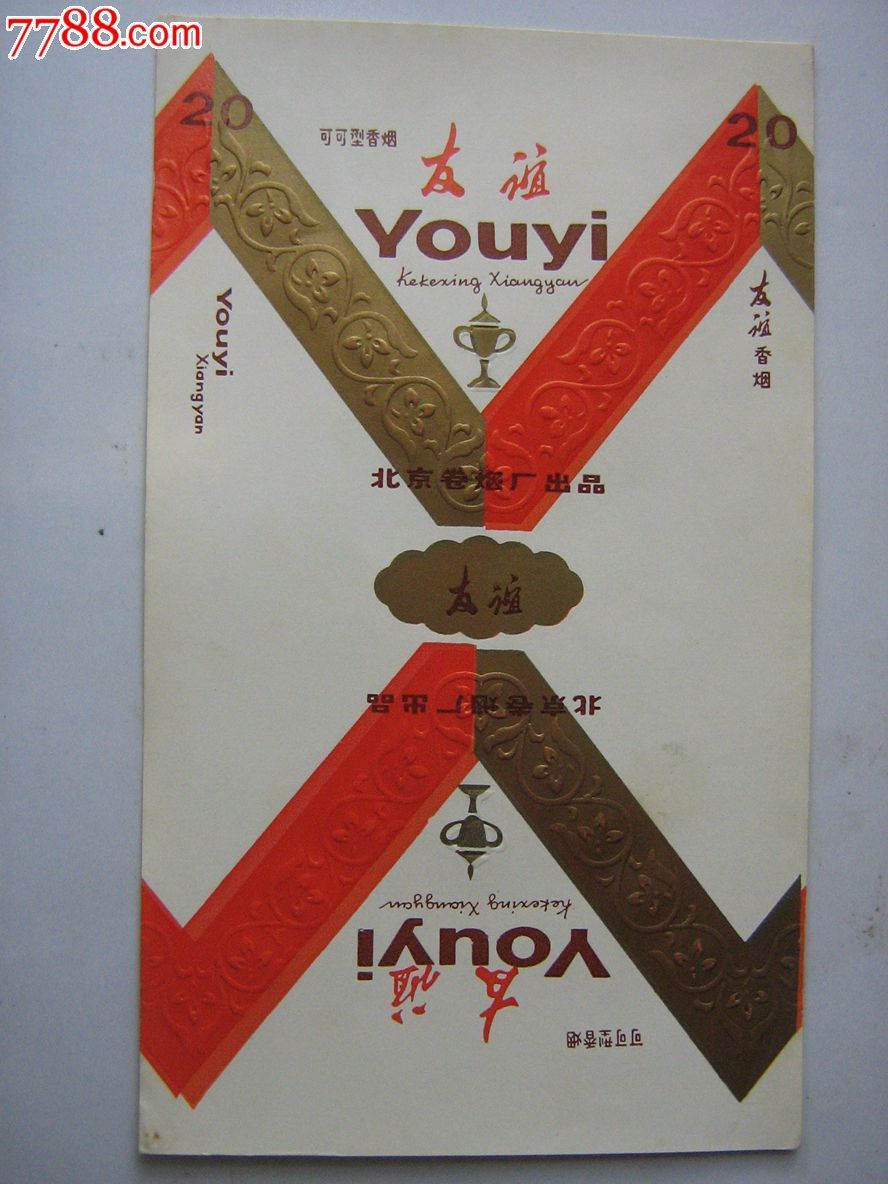 7788.com
20
20
可可型香烟
友谊
Youyi
Kekexing Xiangyan
Youyi
Xiangyan
友谊香烟
北京卷烟厂出品
友谊
北京卷烟厂出品
Kekexing Xiangyan
Youyi
友谊
可可型香烟